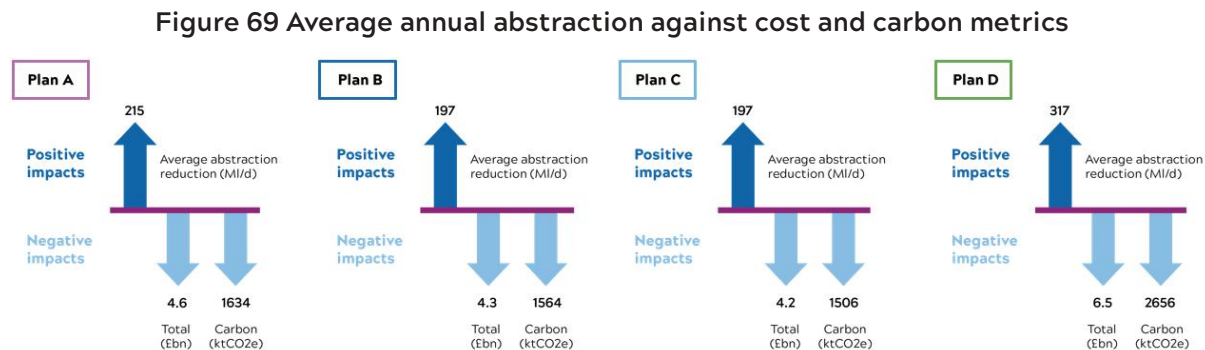 Figure 69 Average annual abstraction against cost and carbon metrics
Plan A
215
Positive
impacts
Average abstraction
reduction (Ml/d)
Negative
impacts
4.6
1634
Total
(£bn)
Carbon
(ktCO2e)
Plan B
197
Positive
impacts
Average abstraction
reduction (Ml/d)
Negative
impacts
4.3
1564
Total
(£bn)
Carbon
(ktCO2e)
Plan C
197
Positive
impacts
Average abstraction
reduction (Ml/d)
Negative
impacts
4.2
1506
Total
(£bn)
Carbon
(ktCO2e)
Plan D
317
Positive
impacts
Average abstraction
reduction (Ml/d)
Negative
impacts
6.5
2656
Total
(£bn)
Carbon
(ktCO2e)